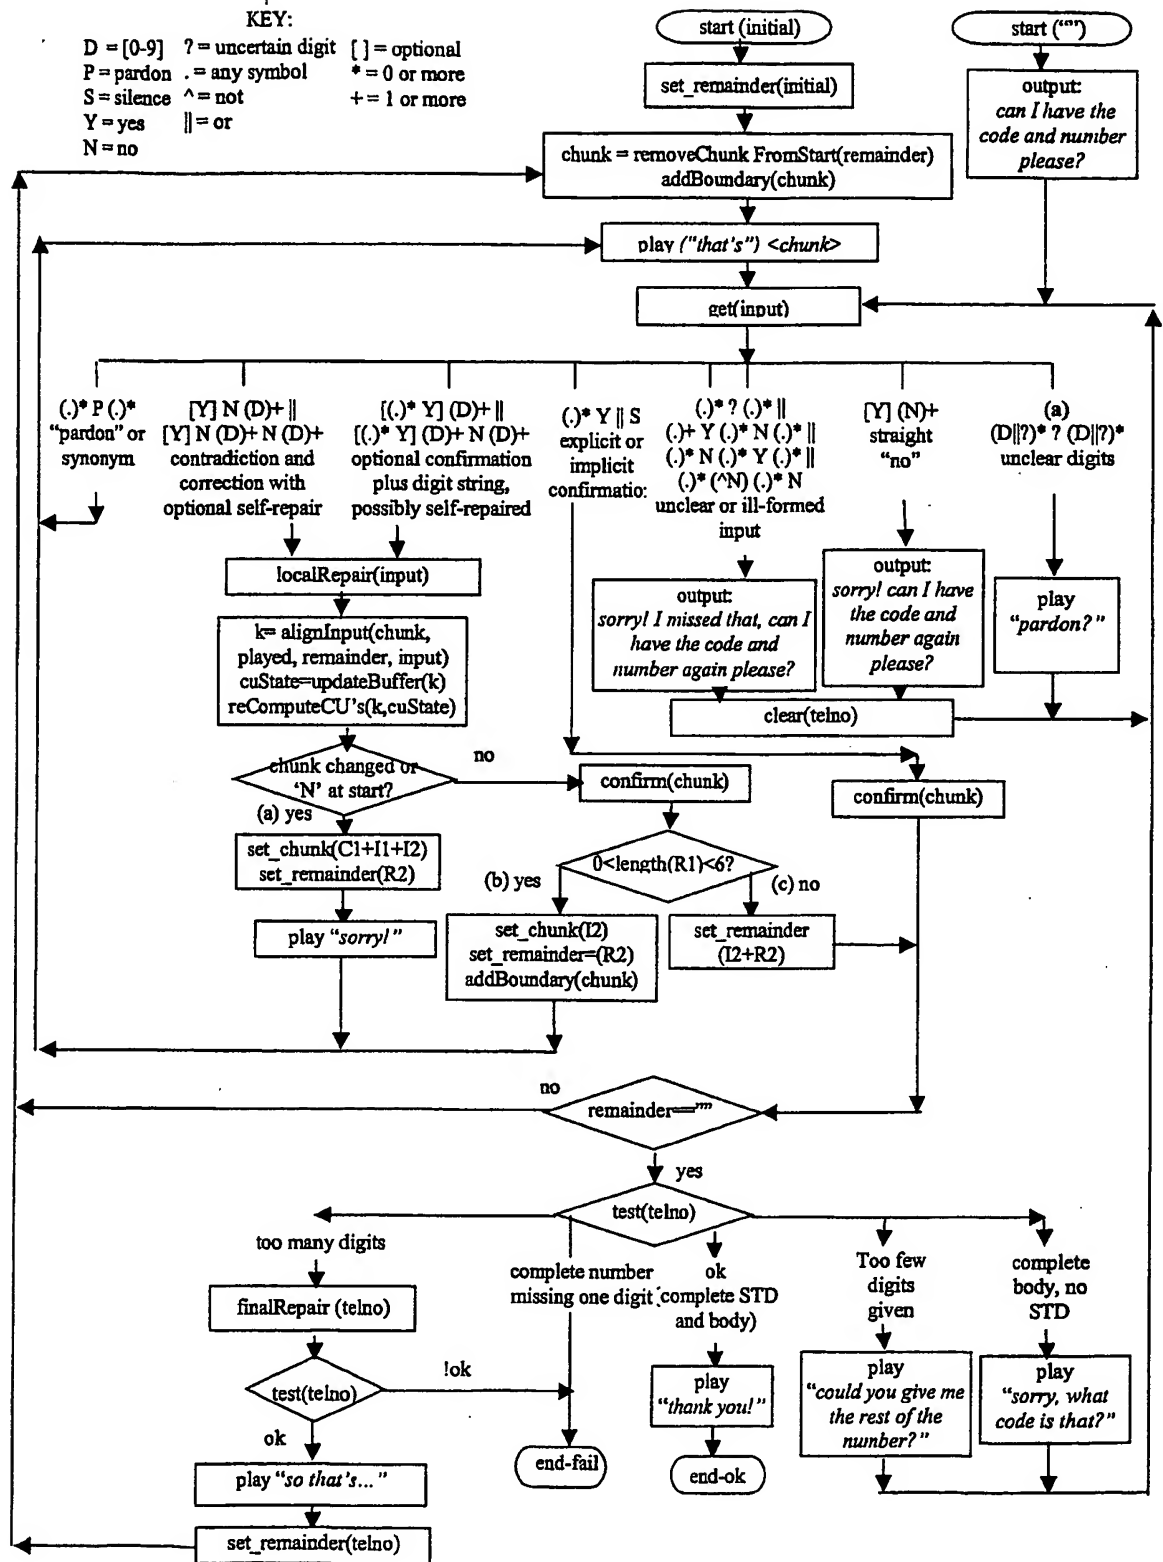 KEY:
D = [0-9] ? = uncertain digit [ ] = optional
P = pardon . = any symbol * = 0 or more
S = silence ^ = not + = 1 or more
Y = yes || = or
N = no
start (initial)
start (“”)
set_remainder(initial)
output:
can I have the
code and number
please?
chunk = removeChunk FromStart(remainder)
addBoundary(chunk)
play ("that's") <chunk>
get(input)
(.)* P (.)*
“pardon” or
synonym
[Y] N (D)+ ||
[Y] N (D)+ N (D)+
contradiction and
correction with
optional self-repair
[(.)* Y] (D)+ ||
[(.)* Y] (D)+ N (D)+
optional confirmation
plus digit string,
possibly self-repaired
(.)* Y || S
explicit or
implicit
confirmatio:
(.)* ? (.)* ||
(.)+ Y (.)* N (.)* ||
(.)* N (.)* Y (.)* ||
(.)* (^N) (.)* N
unclear or ill-formed
input
[Y] (N)+
straight
“no”
(a)
(D||?)* ? (D||?)*
unclear digits
localRepair(input)
output:
sorry! I missed that, can I
have the code and
number again please?
output:
sorry! can I have
the code and
number again
please?
play
“pardon?”
k= alignInput(chunk,
played, remainder, input)
cuState=updateBuffer(k)
reComputeCU's(k,cuState)
clear(telno)
chunk changed or
‘N’ at start?
no
(a) yes
confirm(chunk)
confirm(chunk)
set_chunk(C1+I1+I2)
set_remainder(R2)
0<length(R1)<6?
(b) yes
(c) no
play “sorry!”
set_chunk(I2)
set_remainder=(R2)
addBoundary(chunk)
set_remainder
(I2+R2)
no
remainder==””
yes
test(telno)
too many digits
complete number
missing one digit
ok
complete STD
and body)
Too few
digits
given
complete
body, no
STD
finalRepair (telno)
test(telno)
!ok
ok
play
“thank you!”
play
“could you give me
the rest of the
number?”
play
“sorry, what
code is that?”
end-fail
end-ok
play “so that's...”
set_remainder(telno)